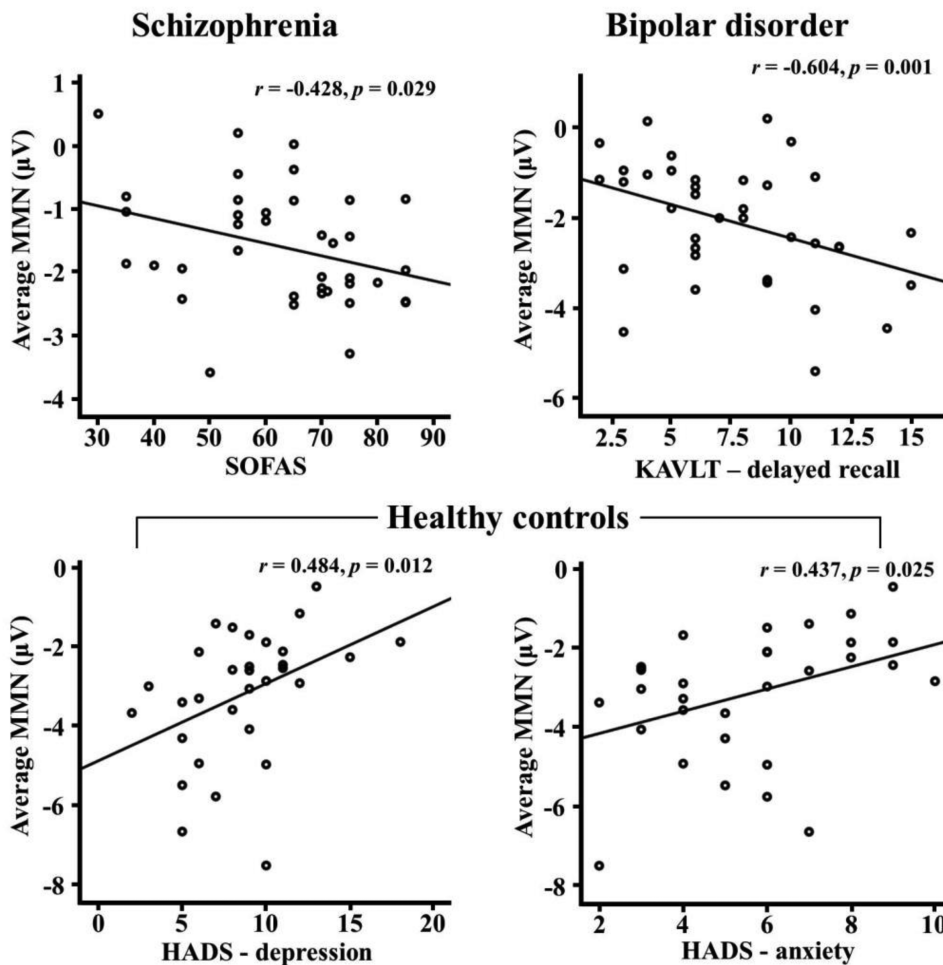 Schizophrenia
r = -0.428, p = 0.029
Average MMN (µV)
1
0
-1
-2
-3
-4
30 40 50 60 70 80 90
SOFAS
Bipolar disorder
r = -0.604, p = 0.001
Average MMN (µV)
0
-2
-4
-6
2.5 5 7.5 10 12.5 15
KAVLT – delayed recall
Healthy controls
r = 0.484, p = 0.012
Average MMN (µV)
0
-2
-4
-6
-8
0 5 10 15 20
HADS - depression
r = 0.437, p = 0.025
Average MMN (µV)
0
-2
-4
-6
-8
2 4 6 8 10
HADS - anxiety